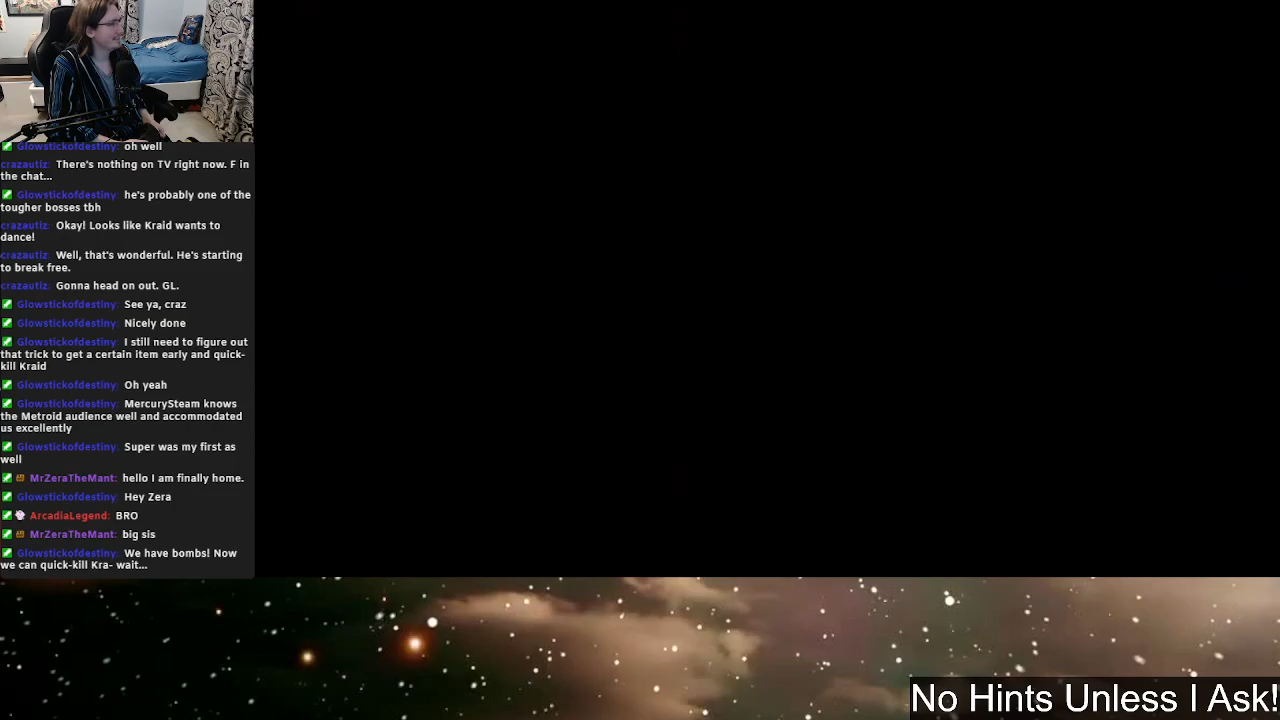 Glowstickofdestiny: oh well
crazautiz: There's nothing on TV right now. F in
the chat...
Glowstickofdestiny: he's probably one of the
tougher bosses tbh
crazautiz: Okay! Looks like Kraid wants to
dance!
crazautiz: Well, that's wonderful. He's starting
to break free.
crazautiz: Gonna head on out. GL.
Glowstickofdestiny: See ya, craz
Glowstickofdestiny: Nicely done
Glowstickofdestiny: I still need to figure out
that trick to get a certain item early and quick-
kill Kraid
Glowstickofdestiny: Oh yeah
Glowstickofdestiny: MercurySteam knows
the Metroid audience well and accommodated
us excellently
Glowstickofdestiny: Super was my first as
well
MrZeraTheMant: hello I am finally home.
Glowstickofdestiny: Hey Zera
ArcadiaLegend: BRO
MrZeraTheMant: big sis
Glowstickofdestiny: We have bombs! Now
we can quick-kill Kra- wait...
No Hints Unless I Ask!